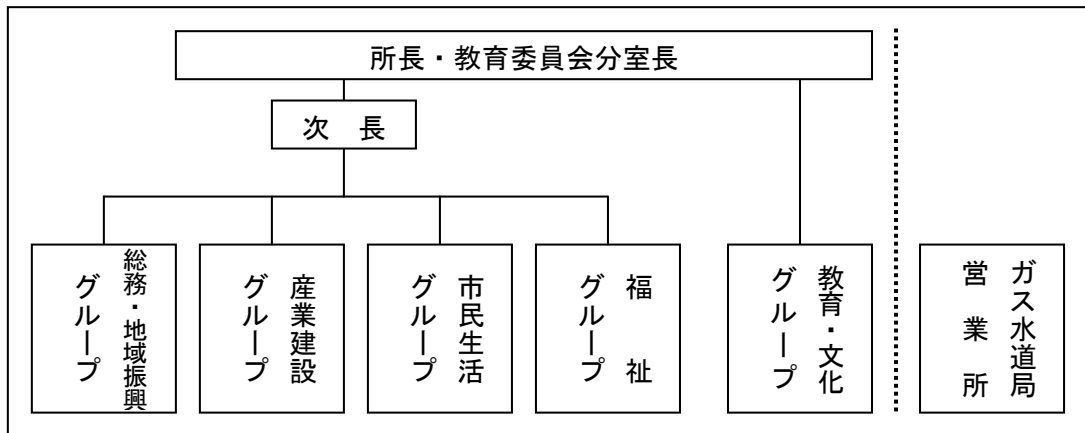 所長・教育委員会分室長
次 長
総務・地域振興
グループ
産業建設
グループ
市民生活
グループ
福 祉
グループ
教育・文化
グループ
ガス水道局
営 業 所